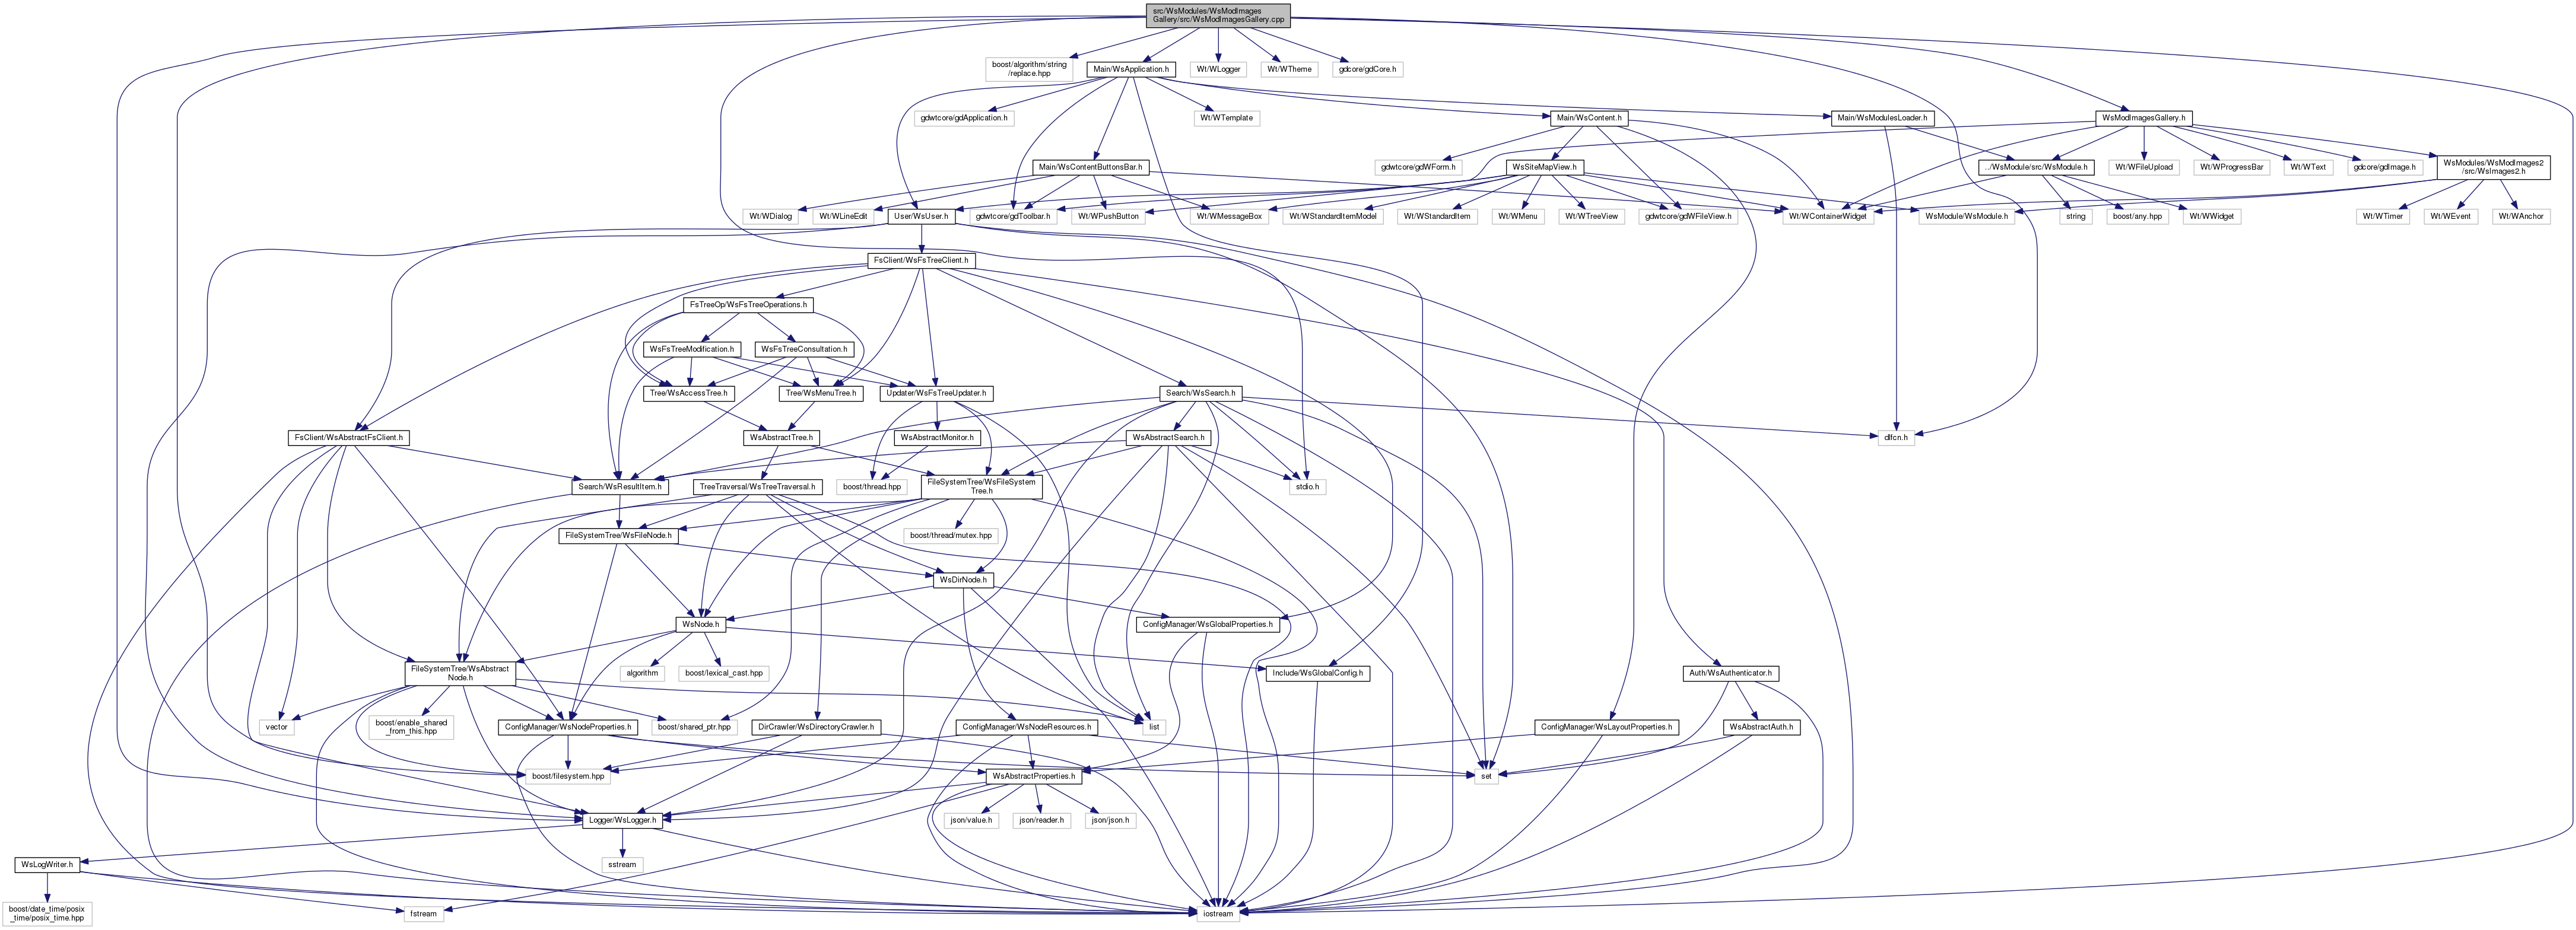 src/WsModules/WsModImages
Gallery/src/WsModImagesGallery.cpp
boost/algorithm/string
/replace.hpp
Main/WsApplication.h
Wt/WLogger
Wt/WTheme
gdcore/gdCore.h
gdwtcore/gdApplication.h
Wt/WTemplate
Main/WsContent.h
Main/WsModulesLoader.h
WsModImagesGallery.h
Main/WsContentButtonsBar.h
gdwtcore/gdWForm.h
WsSiteMapView.h
../WsModule/src/WsModule.h
Wt/WFileUpload
Wt/WProgressBar
Wt/WText
gdcore/gdImage.h
WsModules/WsModImages2
/src/WsImages2.h
Wt/WDialog
Wt/WLineEdit
User/WsUser.h
gdwtcore/gdToolbar.h
Wt/WPushButton
Wt/WMessageBox
Wt/WStandardItemModel
Wt/WStandardItem
Wt/WMenu
Wt/WTreeView
gdwtcore/gdWFileView.h
Wt/WContainerWidget
WsModule/WsModule.h
string
boost/any.hpp
Wt/WWidget
Wt/WTimer
Wt/WEvent
Wt/WAnchor
FsClient/WsFsTreeClient.h
FsTreeOp/WsFsTreeOperations.h
WsFsTreeModification.h
WsFsTreeConsultation.h
Tree/WsAccessTree.h
Tree/WsMenuTree.h
Updater/WsFsTreeUpdater.h
Search/WsSearch.h
FsClient/WsAbstractFsClient.h
WsAbstractTree.h
WsAbstractMonitor.h
WsAbstractSearch.h
dlfcn.h
Search/WsResultItem.h
TreeTraversal/WsTreeTraversal.h
boost/thread.hpp
FileSystemTree/WsFileSystem
Tree.h
stdio.h
FileSystemTree/WsFileNode.h
boost/thread/mutex.hpp
WsDirNode.h
WsNode.h
ConfigManager/WsGlobalProperties.h
FileSystemTree/WsAbstract
Node.h
algorithm
boost/lexical_cast.hpp
Include/WsGlobalConfig.h
Auth/WsAuthenticator.h
vector
boost/enable_shared
_from_this.hpp
ConfigManager/WsNodeProperties.h
boost/shared_ptr.hpp
DirCrawler/WsDirectoryCrawler.h
ConfigManager/WsNodeResources.h
list
ConfigManager/WsLayoutProperties.h
WsAbstractAuth.h
boost/filesystem.hpp
WsAbstractProperties.h
set
Logger/WsLogger.h
json/value.h
json/reader.h
json/json.h
WsLogWriter.h
sstream
boost/date_time/posix
_time/posix_time.hpp
fstream
iostream